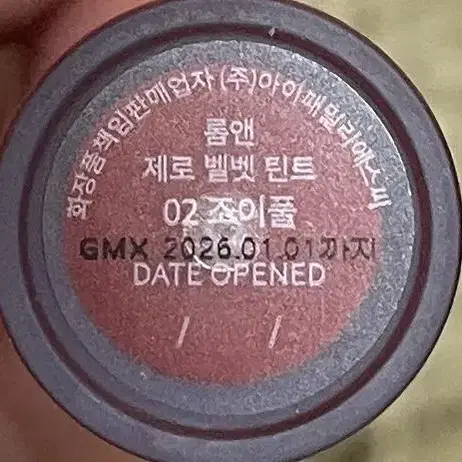 화장품책임판매업자 (주)아이패밀리에스씨
롬앤
제로 벨벳 틴트
02 조이풀
GMX 2026.01.01까지
DATE OPENED
/ /